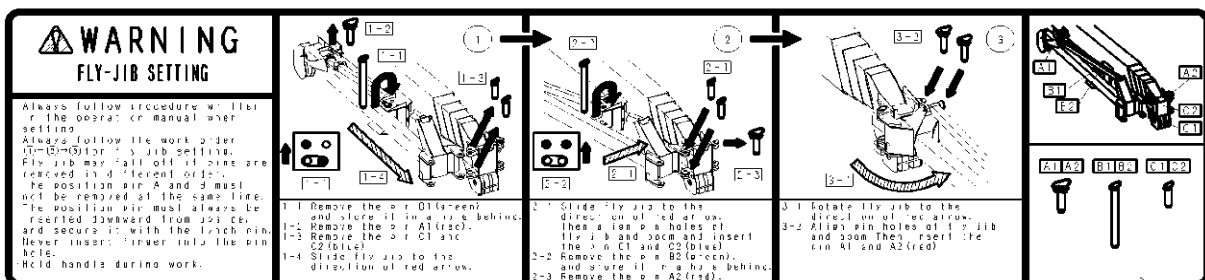 WARNING
FLY-JIB SETTING
Always follow procedure written
in the operation manual when
setting
Always follow the work order
(1)→(2)→(3)for fly jib setting.
Fly jib may fall off if pins are
removed in different order.
The position pin A and B must
not be removed at the same time.
The position pin must always be
inserted downward from upside,
and secure it with the lynch pin.
Never insert finger into the pin
hole.
Hold handle during work.
1
1-2
1-1
1-3
1-1
1-4
1-1 Remove the pin B1(green)
and store it in a hole behind.
1-2 Remove the pin A1(red)
1-3 Remove the pin C1 and
C2(blue)
1-4 Slide fly jib to the
direction of red arrow.
2
2-2
2-1
2-2
2-1
2-3
2-1 Slide fly jib to the
direction of red arrow.
Then align pin holes of
fly jib and boom and insert
the pin C1 and C2(blue)
2-2 Remove the pin B2(green),
and store it in a hole behind.
2-3 Remove the pin A2(red).
3
3-2
3-1
3-1 Rotate fly jib to the
direction of red arrow.
3-2 Align pin holes of fly jib
and boom Then insert the
pin A1 and A2(red)
A1
B1
B2
A2
C2
C1
A1 A2 B1 B2 C1 C2